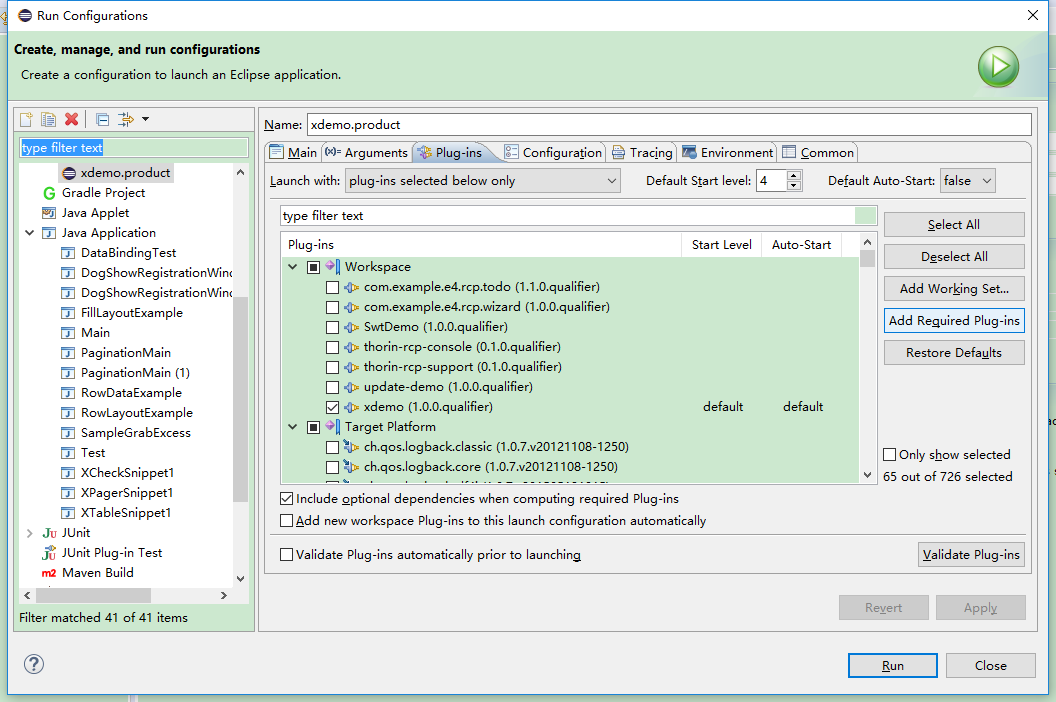 Run Configurations
Create, manage, and run configurations
Create a configuration to launch an Eclipse application.
type filter text
xdemo.product
Gradle Project
Java Applet
Java Application
DataBindingTest
DogShowRegistrationWind
DogShowRegistrationWind
FillLayoutExample
Main
PaginationMain
PaginationMain (1)
RowDataExample
RowLayoutExample
SampleGrabExcess
Test
XCheckSnippet1
XPagerSnippet1
XTableSnippet1
JUnit
JUnit Plug-in Test
Maven Build
Filter matched 41 of 41 items
Name: xdemo.product
Main Arguments Plug-ins Configuration Tracing Environment Common
Launch with: plug-ins selected below only Default Start level: 4 Default Auto-Start: false
type filter text
Plug-ins Start Level Auto-Start
Workspace
com.example.e4.rcp.todo (1.1.0.qualifier)
com.example.e4.rcp.wizard (1.0.0.qualifier)
SwtDemo (1.0.0.qualifier)
thorin-rcp-console (0.1.0.qualifier)
thorin-rcp-support (0.1.0.qualifier)
update-demo (1.0.0.qualifier)
xdemo (1.0.0.qualifier) default default
Target Platform
ch.qos.logback.classic (1.0.7.v20121108-1250)
ch.qos.logback.core (1.0.7.v20121108-1250)
Select All
Deselect All
Add Working Set...
Add Required Plug-ins
Restore Defaults
Only show selected
65 out of 726 selected
Include optional dependencies when computing required Plug-ins
Add new workspace Plug-ins to this launch configuration automatically
Validate Plug-ins automatically prior to launching
Validate Plug-ins
Revert Apply
Run Close